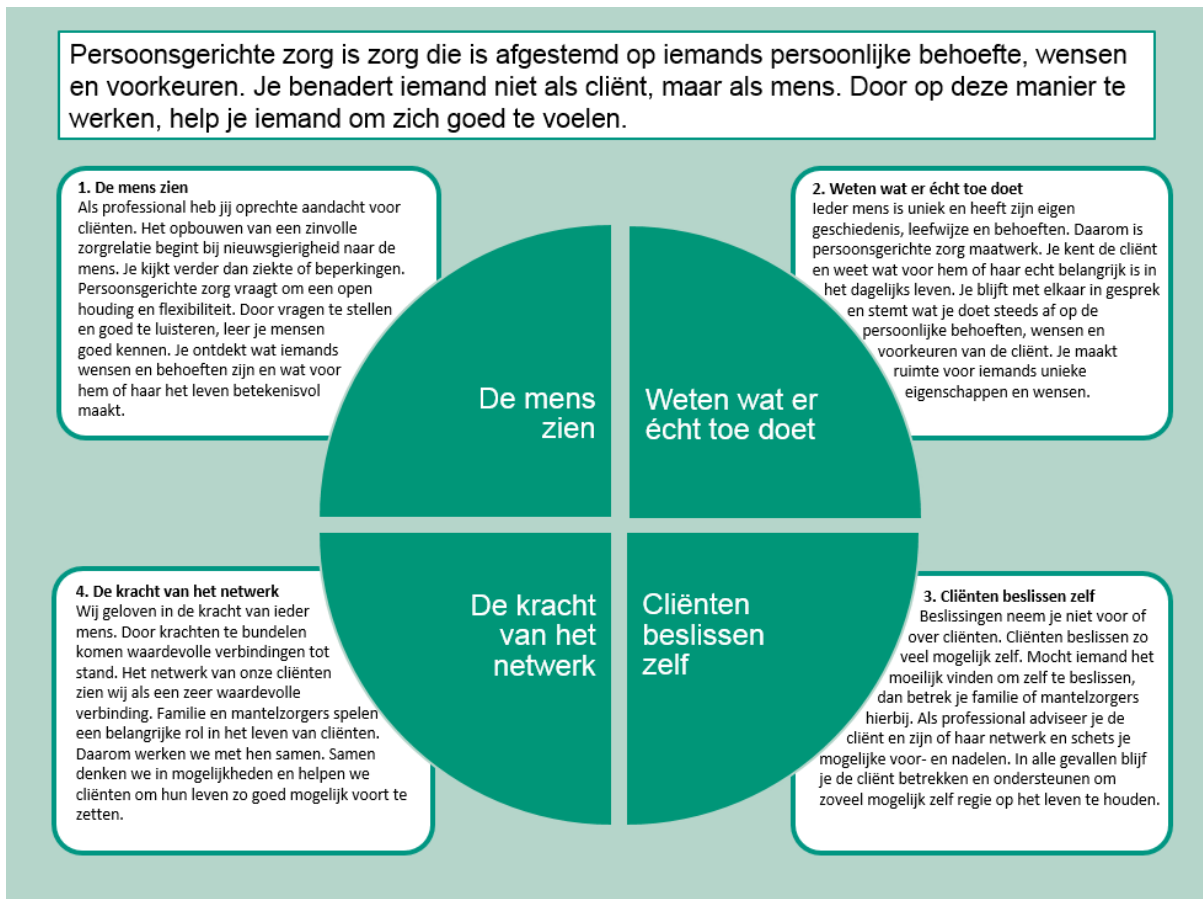 Persoonsgerichte zorg is zorg die is afgestemd op iemands persoonlijke behoefte, wensen
en voorkeuren. Je benadert iemand niet als cliënt, maar als mens. Door op deze manier te
werken, help je iemand om zich goed te voelen.
1. De mens zien
Als professional heb jij oprechte aandacht voor
cliënten. Het opbouwen van een zinvolle
zorgrelatie begint bij nieuwsgierigheid naar de
mens. Je kijkt verder dan ziekte of beperkingen.
Persoonsgerichte zorg vraagt om een open
houding en flexibiliteit. Door vragen te stellen
en goed te luisteren, leer je mensen
goed kennen. Je ontdekt wat iemands
wensen en behoeften zijn en wat voor
hem of haar het leven betekenisvol
maakt.
2. Weten wat er écht toe doet
Ieder mens is uniek en heeft zijn eigen
geschiedenis, leefwijze en behoeften. Daarom is
persoonsgerichte zorg maatwerk. Je kent de cliënt
en weet wat voor hem of haar echt belangrijk is in
het dagelijks leven. Je blijft met elkaar in gesprek
en stemt wat je doet steeds af op de
persoonlijke behoeften, wensen en
voorkeuren van de cliënt. Je maakt
ruimte voor iemands unieke
eigenschappen en wensen.
De mens
zien
Weten wat er
écht toe doet
De kracht
van het
netwerk
Cliënten
beslissen
zelf
4. De kracht van het netwerk
Wij geloven in de kracht van ieder
mens. Door krachten te bundelen
komen waardevolle verbindingen tot
stand. Het netwerk van onze cliënten
zien wij als een zeer waardevolle
verbinding. Familie en mantelzorgers spelen
een belangrijke rol in het leven van cliënten.
Daarom werken we met hen samen. Samen
denken we in mogelijkheden en helpen we
cliënten om hun leven zo goed mogelijk voort te
zetten.
3. Cliënten beslissen zelf
Beslissingen neem je niet voor of
over cliënten. Cliënten beslissen zo
veel mogelijk zelf. Mocht iemand het
moeilijk vinden om zelf te beslissen,
dan betrek je familie of mantelzorgers
hierbij. Als professional adviseer je de
cliënt en zijn of haar netwerk en schets je
mogelijke voor- en nadelen. In alle gevallen blijf
je de cliënt betrekken en ondersteunen om
zoveel mogelijk zelf regie op het leven te houden.